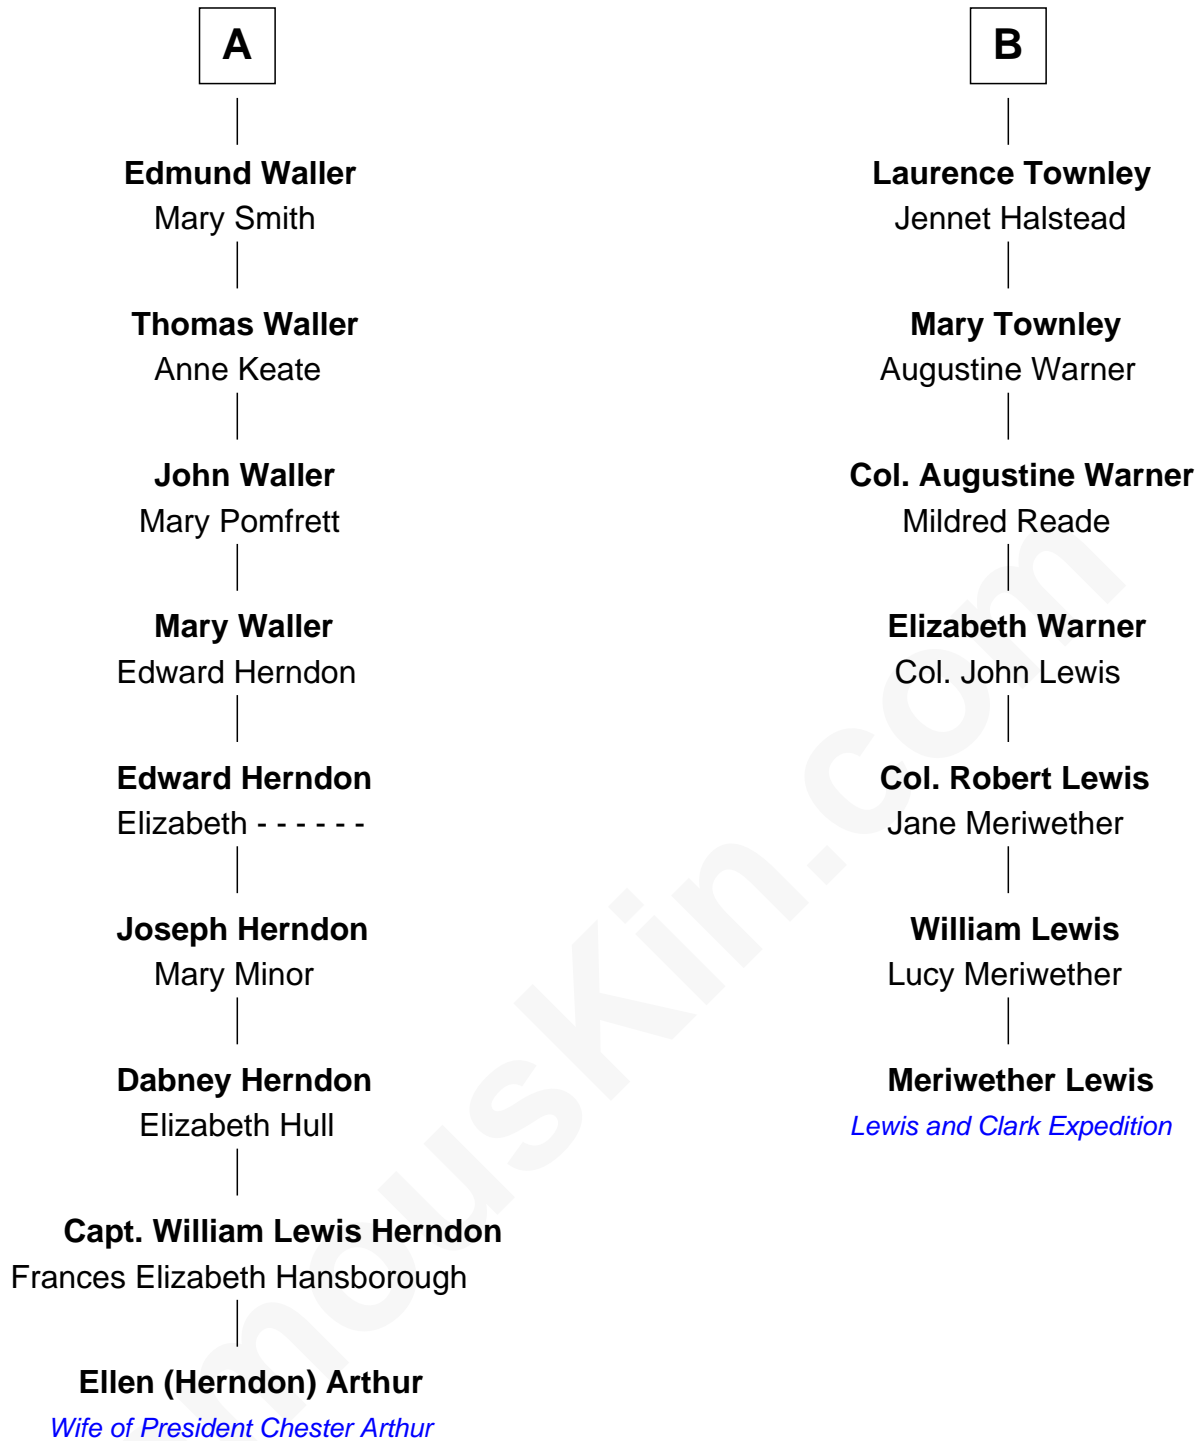 A
Edmund Waller
Mary Smith
Thomas Waller
Anne Keate
John Waller
Mary Pomfrett
Mary Waller
Edward Herndon
Edward Herndon
Elizabeth - - - - - -
Joseph Herndon
Mary Minor
Dabney Herndon
Elizabeth Hull
Capt. William Lewis Herndon
Frances Elizabeth Hansborough
Ellen (Herndon) Arthur
Wife of President Chester Arthur
B
Laurence Townley
Jennet Halstead
Mary Townley
Augustine Warner
Col. Augustine Warner
Mildred Reade
Elizabeth Warner
Col. John Lewis
Col. Robert Lewis
Jane Meriwether
William Lewis
Lucy Meriwether
Meriwether Lewis
Lewis and Clark Expedition
mousKin.com